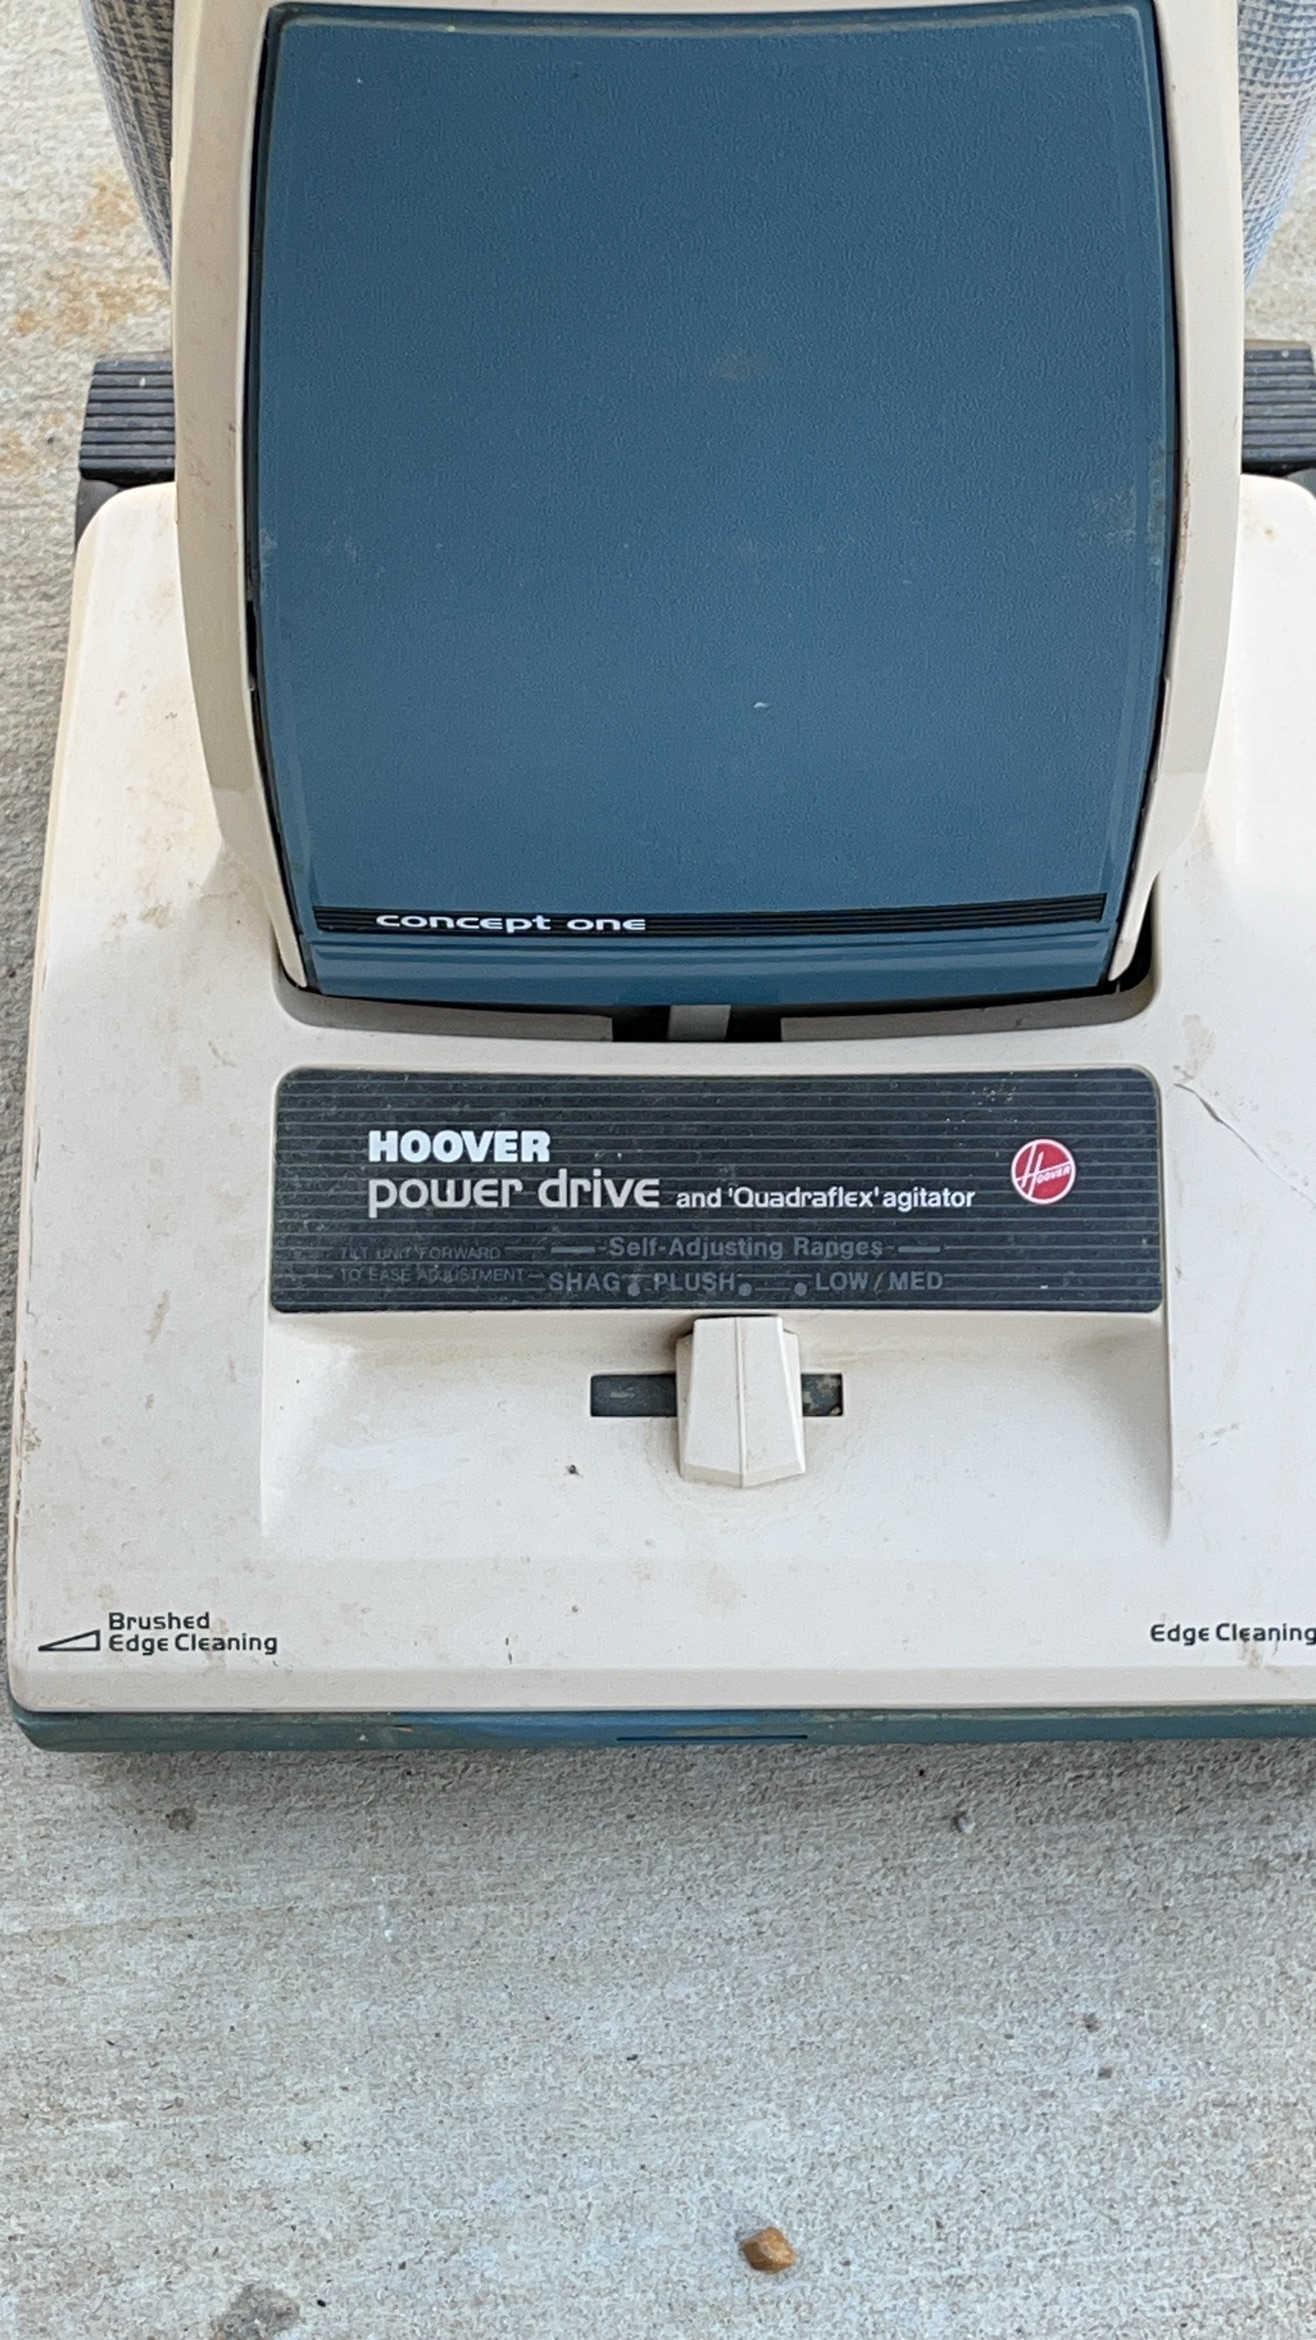 concept one
HOOVER
power drive and 'Quadraflex' agitator
Hoover
TILT UNIT FORWARD
TO EASE ADJUSTMENT
Self-Adjusting Ranges
SHAG PLUSH LOW / MED
Brushed
Edge Cleaning
Edge Cleaning